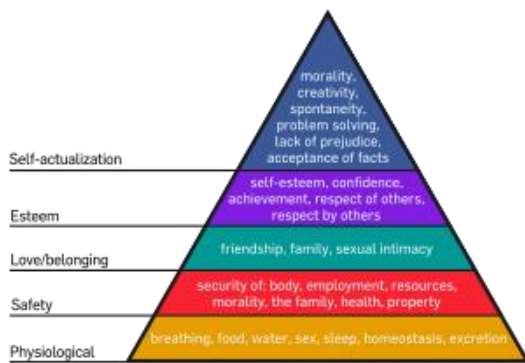 morality,
creativity,
spontaneity,
problem solving,
lack of prejudice,
acceptance of facts
Self-actualization
self-esteem, confidence,
achievement, respect of others,
respect by others
Esteem
friendship, family, sexual intimacy
Love/belonging
security of: body, employment, resources,
morality, the family, health, property
Safety
breathing, food, water, sex, sleep, homeostasis, excretion
Physiological